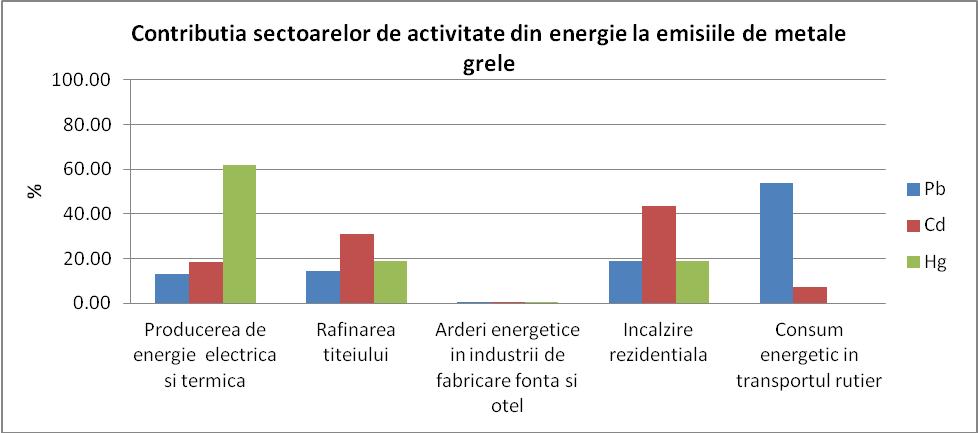 Contributia sectoarelor de activitate din energie la emisiile de metale
grele
100.00
80.00
60.00
40.00
20.00
0.00
%
Producerea de
energie electrica
si termica
Rafinarea
titeiului
Arderi energetice
in industrii de
fabricare fonta si
otel
Incalzire
rezidentiala
Consum
energetic in
transportul rutier
Pb
Cd
Hg